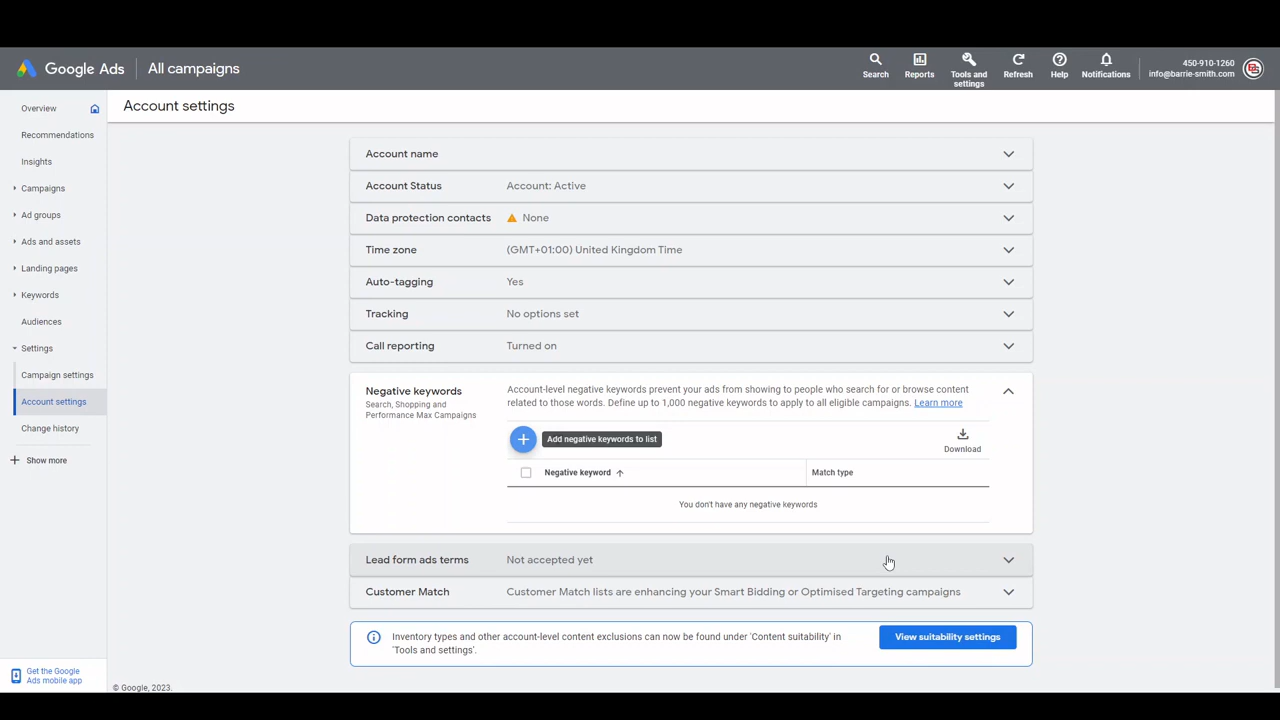 Google Ads
All campaigns
Search
Reports
Tools and
settings
Refresh
Help
Notifications
450-910-1260
info@barrie-smith.com
Overview
Recommendations
Insights
Campaigns
Ad groups
Ads and assets
Landing pages
Keywords
Audiences
Settings
Campaign settings
Account settings
Change history
Show more
Get the Google
Ads mobile app
Account settings
Account name
Account Status Account: Active
Data protection contacts None
Time zone (GMT+01:00) United Kingdom Time
Auto-tagging Yes
Tracking No options set
Call reporting Turned on
Negative keywords
Search, Shopping and
Performance Max Campaigns
Account-level negative keywords prevent your ads from showing to people who search for or browse content
related to those words. Define up to 1,000 negative keywords to apply to all eligible campaigns. Learn more
Add negative keywords to list
Download
Negative keyword Match type
You don't have any negative keywords
Lead form ads terms Not accepted yet
Customer Match Customer Match lists are enhancing your Smart Bidding or Optimised Targeting campaigns
Inventory types and other account-level content exclusions can now be found under 'Content suitability' in
'Tools and settings'.
View suitability settings
© Google, 2023.